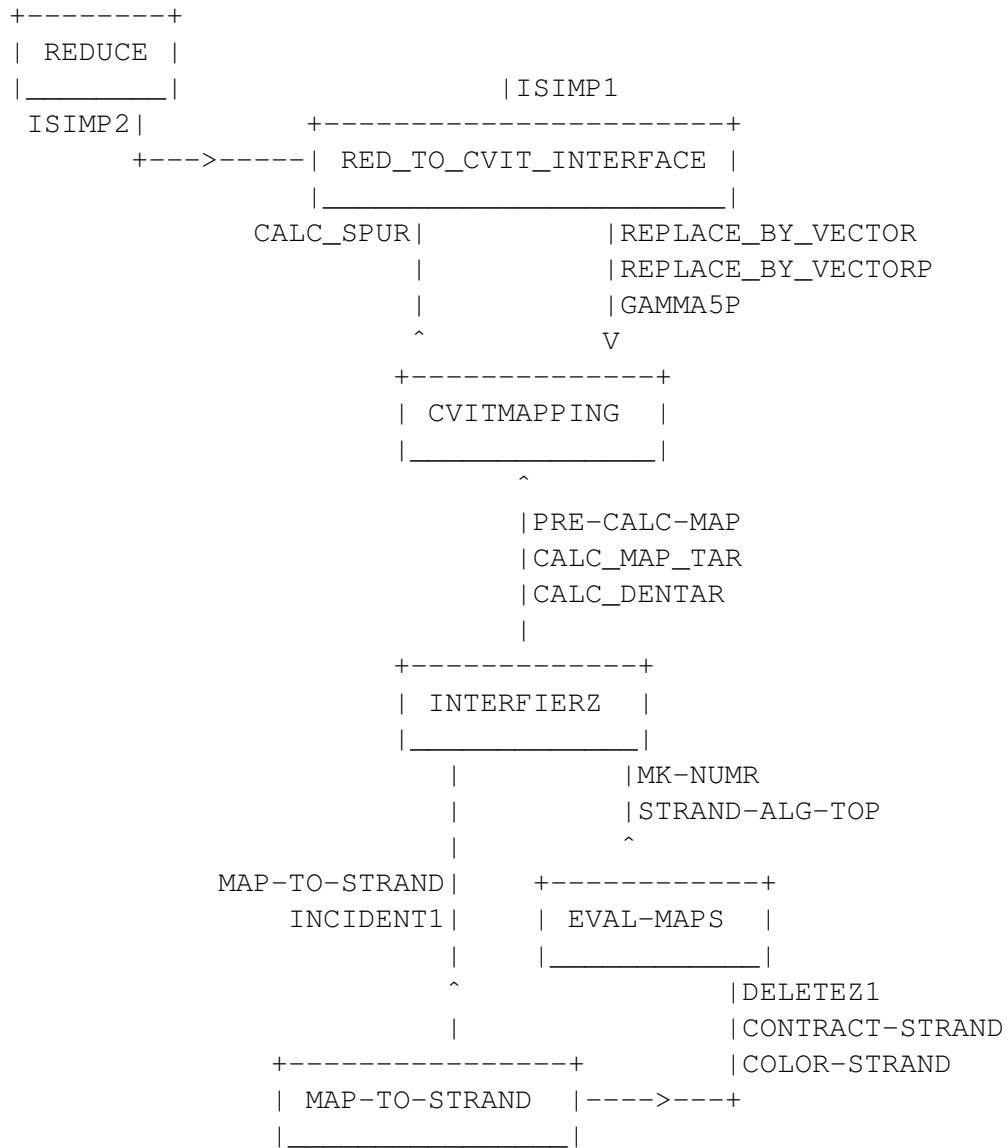 REDUCE
ISIMP1
ISIMP2
RED_TO_CVIT_INTERFACE
CALC_SPUR REPLACE_BY_VECTOR
REPLACE_BY_VECTORP
GAMMA5P
V
CVITMAPPING
PRE-CALC-MAP
CALC_MAP_TAR
CALC_DENTAR
INTERFIERZ
MK-NUMR
STRAND-ALG-TOP
MAP-TO-STRAND
INCIDENT1 EVAL-MAPS
DELETEZ1
CONTRACT-STRAND
COLOR-STRAND
MAP-TO-STRAND